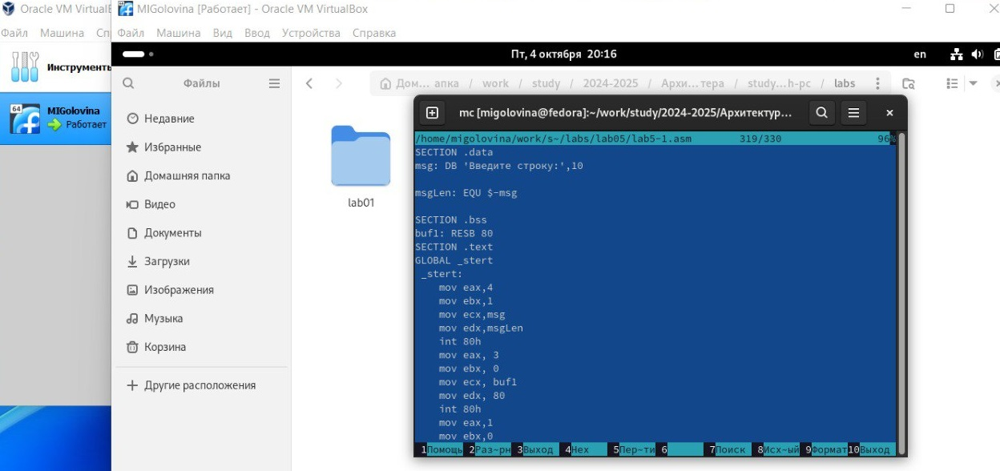 Oracle VM VirtualB
MIGolovina [Работает] - Oracle VM VirtualBox
Файл Машина Сп
Файл Машина Вид Ввод Устройства Справка
Инструменты
64
MIGolovina
Работает
Пт, 4 октября 20:16
en
Файлы
Недавние
Избранные
Домашняя папка
Видео
Документы
Загрузки
Изображения
Музыка
Корзина
Другие расположения
Дом... апка / work / study / 2024-2025 / Архи...тера / study...h-pc / labs
lab01
mc [migolovina@fedora]:~/work/study/2024-2025/Архитектур...
/home/migolovina/work/s~/labs/lab05/lab5-1.asm 319/330 96%
SECTION .data
msg: DB 'Введите строку:',10
msgLen: EQU $-msg
SECTION .bss
buf1: RESB 80
SECTION .text
GLOBAL _stert
_stert:
mov eax,4
mov ebx,1
mov ecx,msg
mov edx,msgLen
int 80h
mov eax, 3
mov ebx, 0
mov ecx, buf1
mov edx, 80
int 80h
mov eax,1
mov ebx,0
1Помощь 2Раз~рн 3Выход 4Hex 5Пер~ти 6 7Поиск 8Исх~ый 9Формат 10Выход